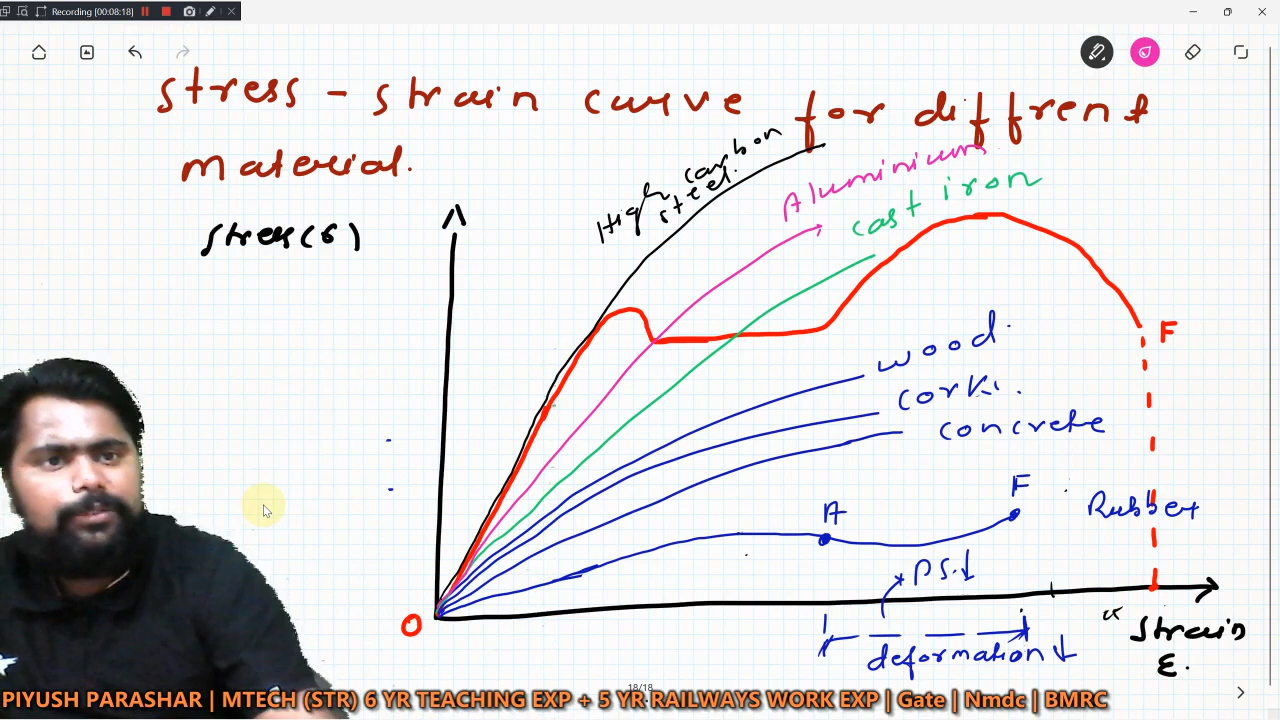 Recording [00:08:18]
stress - strain curve for diffrent
material.
stress(σ)
High carbon
steel.
Aluminium
cast iron
wood.
cork.
concrete
A
F
Rubber
F
P.S.↓
O
deformation ↓
strain
ε.
18/18
PIYUSH PARASHAR | MTECH (STR) 6 YR TEACHING EXP + 5 YR RAILWAYS WORK EXP | Gate | Nmdc | BMRC